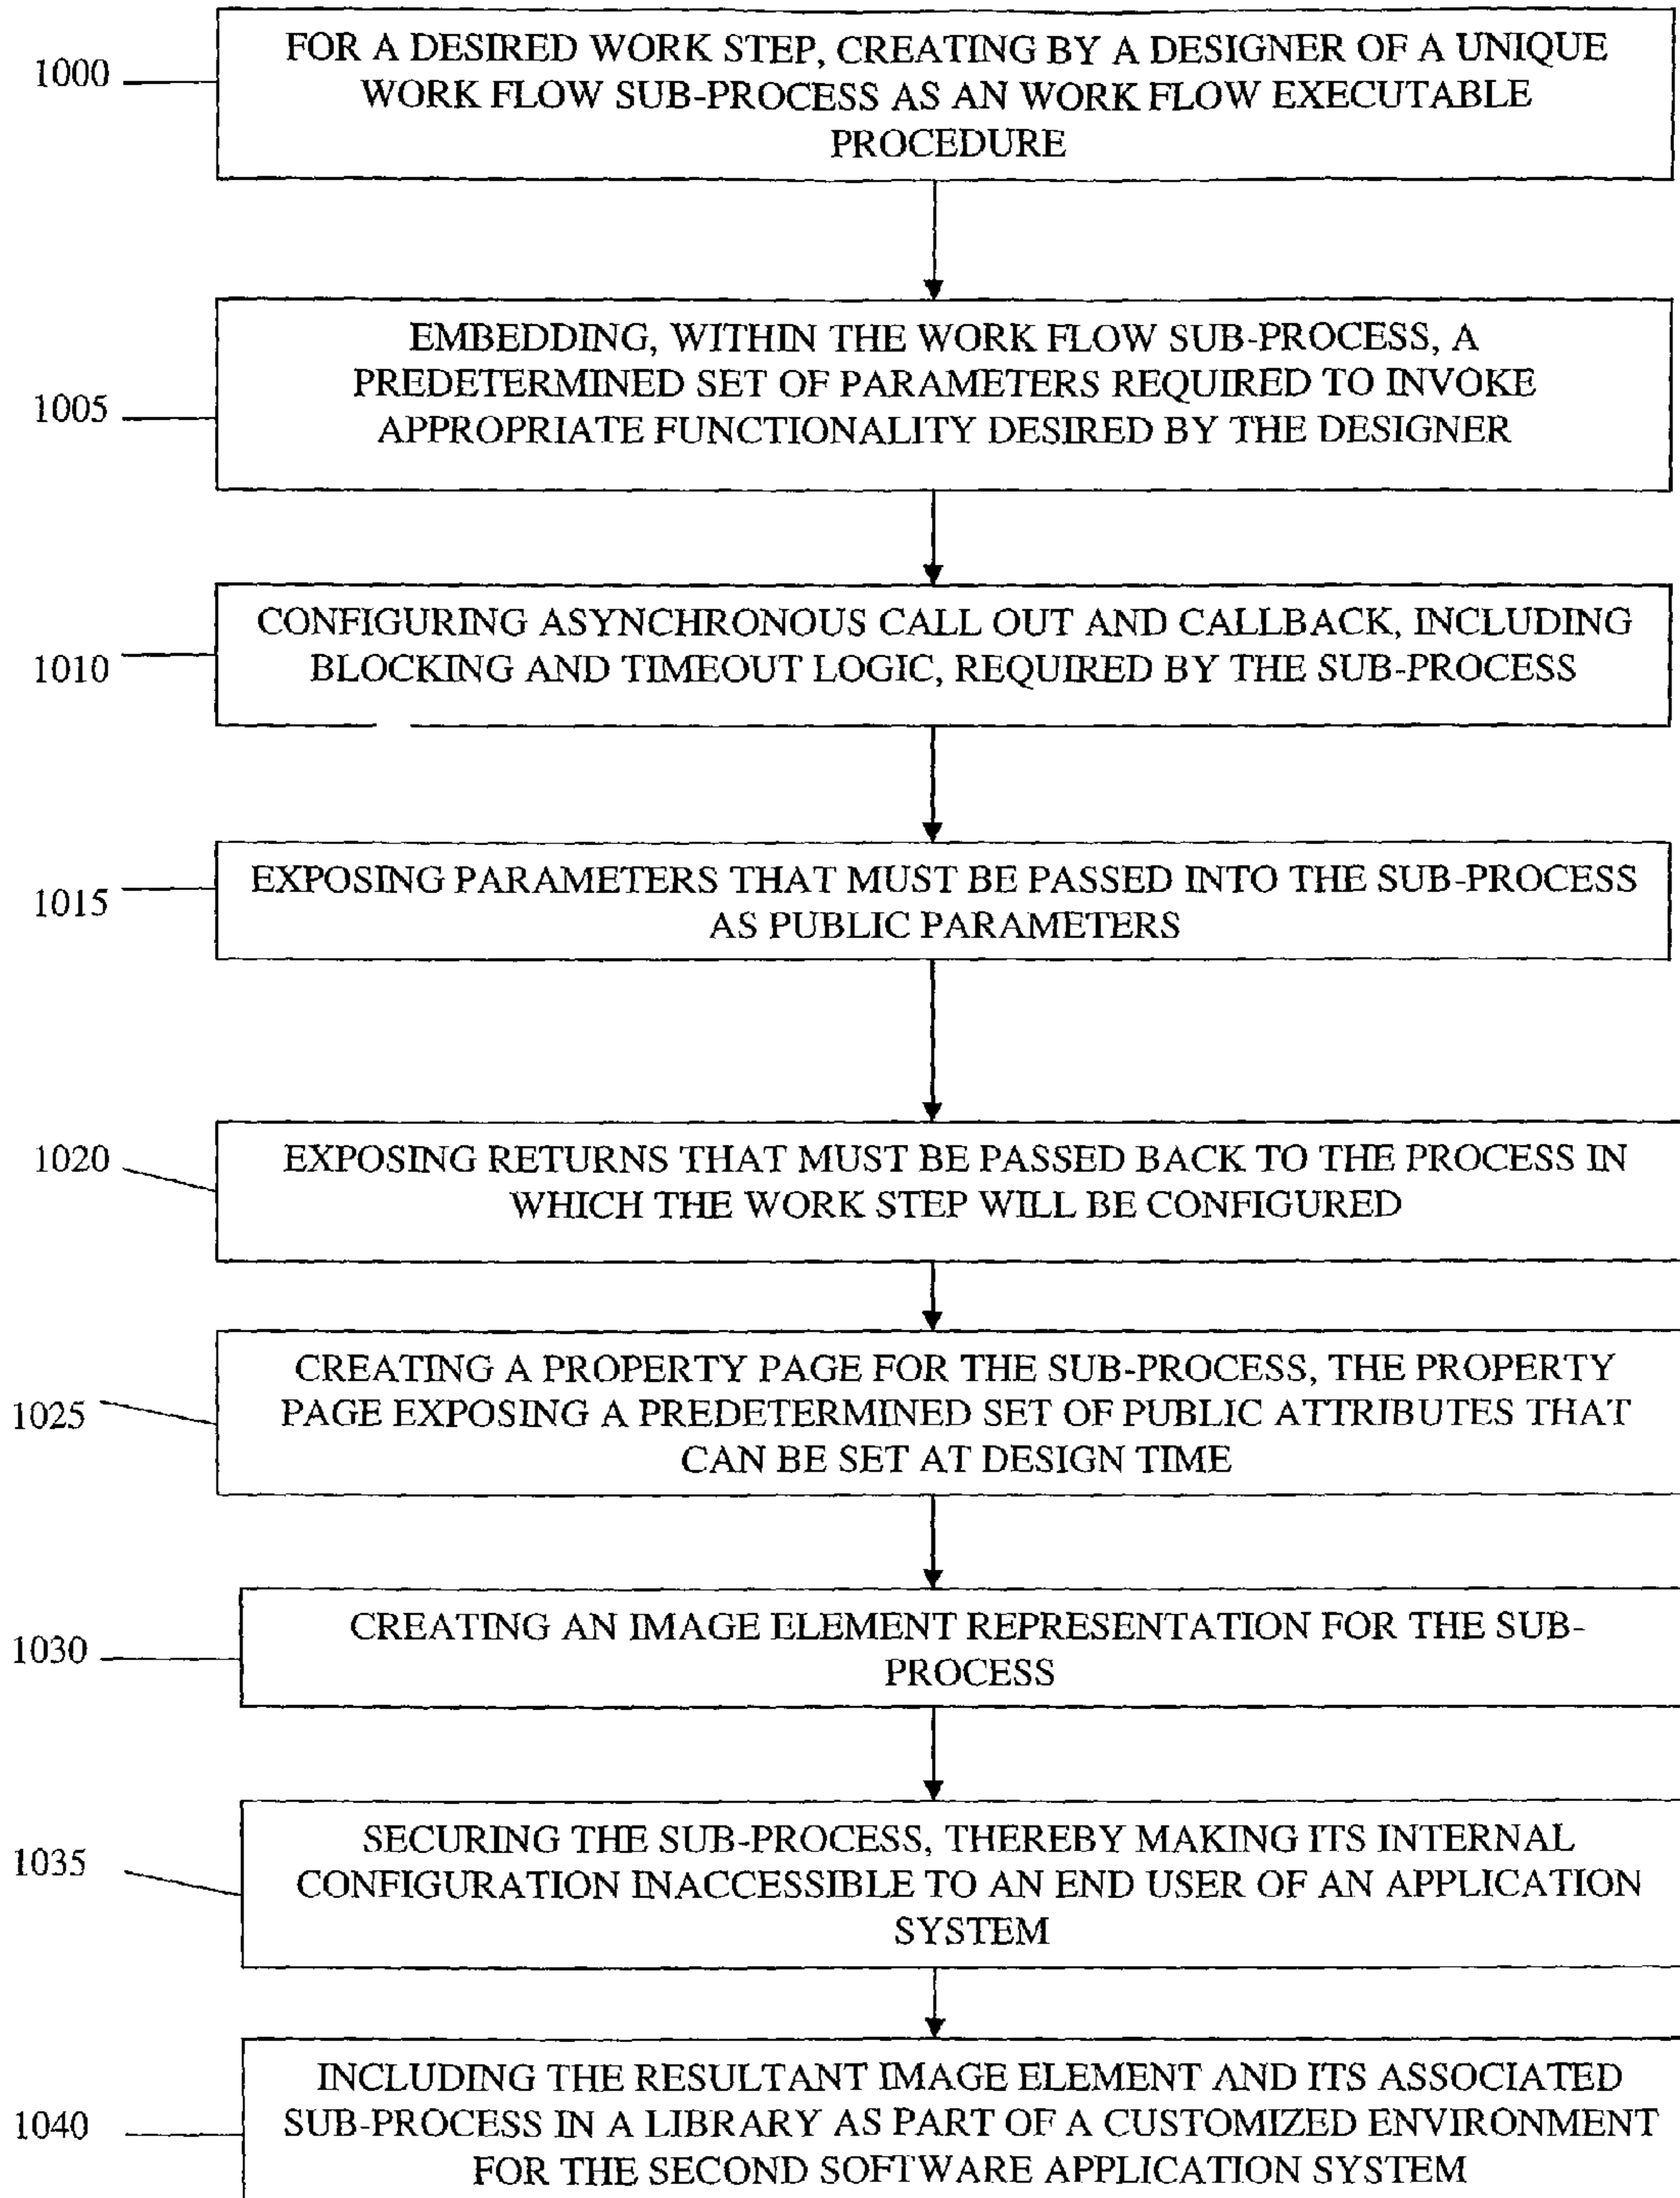 1000
FOR A DESIRED WORK STEP, CREATING BY A DESIGNER OF A UNIQUE
WORK FLOW SUB-PROCESS AS AN WORK FLOW EXECUTABLE
PROCEDURE
1005
EMBEDDING, WITHIN THE WORK FLOW SUB-PROCESS, A
PREDETERMINED SET OF PARAMETERS REQUIRED TO INVOKE
APPROPRIATE FUNCTIONALITY DESIRED BY THE DESIGNER
1010
CONFIGURING ASYNCHRONOUS CALL OUT AND CALLBACK, INCLUDING
BLOCKING AND TIMEOUT LOGIC, REQUIRED BY THE SUB-PROCESS
1015
EXPOSING PARAMETERS THAT MUST BE PASSED INTO THE SUB-PROCESS
AS PUBLIC PARAMETERS
1020
EXPOSING RETURNS THAT MUST BE PASSED BACK TO THE PROCESS IN
WHICH THE WORK STEP WILL BE CONFIGURED
1025
CREATING A PROPERTY PAGE FOR THE SUB-PROCESS, THE PROPERTY
PAGE EXPOSING A PREDETERMINED SET OF PUBLIC ATTRIBUTES THAT
CAN BE SET AT DESIGN TIME
1030
CREATING AN IMAGE ELEMENT REPRESENTATION FOR THE SUB-
PROCESS
1035
SECURING THE SUB-PROCESS, THEREBY MAKING ITS INTERNAL
CONFIGURATION INACCESSIBLE TO AN END USER OF AN APPLICATION
SYSTEM
1040
INCLUDING THE RESULTANT IMAGE ELEMENT AND ITS ASSOCIATED
SUB-PROCESS IN A LIBRARY AS PART OF A CUSTOMIZED ENVIRONMENT
FOR THE SECOND SOFTWARE APPLICATION SYSTEM